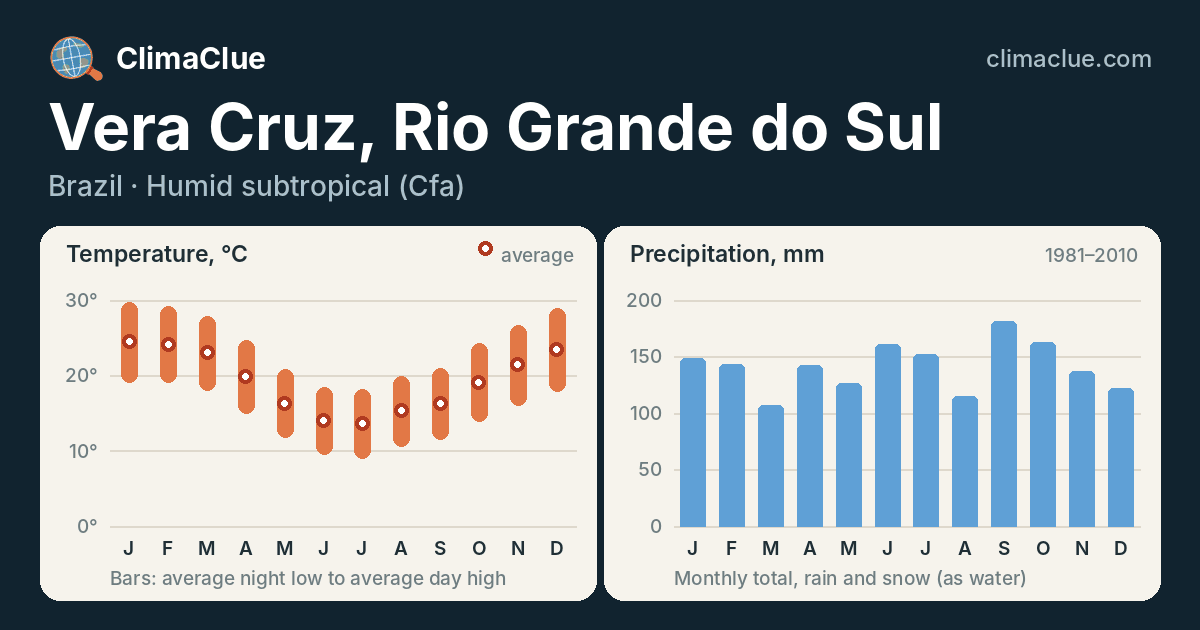 ClimaClue
climaclue.com
Vera Cruz, Rio Grande do Sul
Brazil · Humid subtropical (Cfa)
Temperature, °C
average
30°
20°
10°
0°
J F M A M J J A S O N D
Bars: average night low to average day high
Precipitation, mm
1981–2010
200
150
100
50
0
J F M A M J J A S O N D
Monthly total, rain and snow (as water)